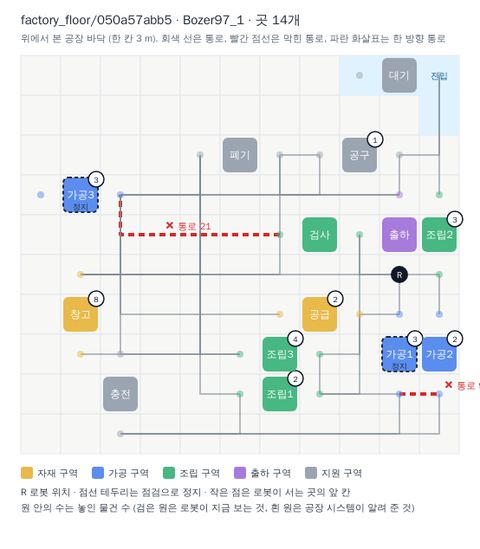 factory_floor/050a57abb5 · Bozer97_1 · 곳 14개
위에서 본 공장 바닥 (한 칸 3 m). 회색 선은 통로, 빨간 점선은 막힌 통로, 파란 화살표는 한 방향 통로
대기
전립
폐기
공구 1
가공3 3
정지
✕ 통로 21
검사
출하
조립2 3
R
창고 8
공급 2
조립3 4
가공1 3
정지
가공2 2
충전
조립1 2
✕ 통로
자재 구역
가공 구역
조립 구역
출하 구역
지원 구역
R 로봇 위치 · 점선 테두리는 점검으로 정지 · 작은 점은 로봇이 서는 곳의 앞 칸
원 안의 수는 놓인 물건 수 (검은 원은 로봇이 지금 보는 것, 흰 원은 공장 시스템이 알려 준 것)